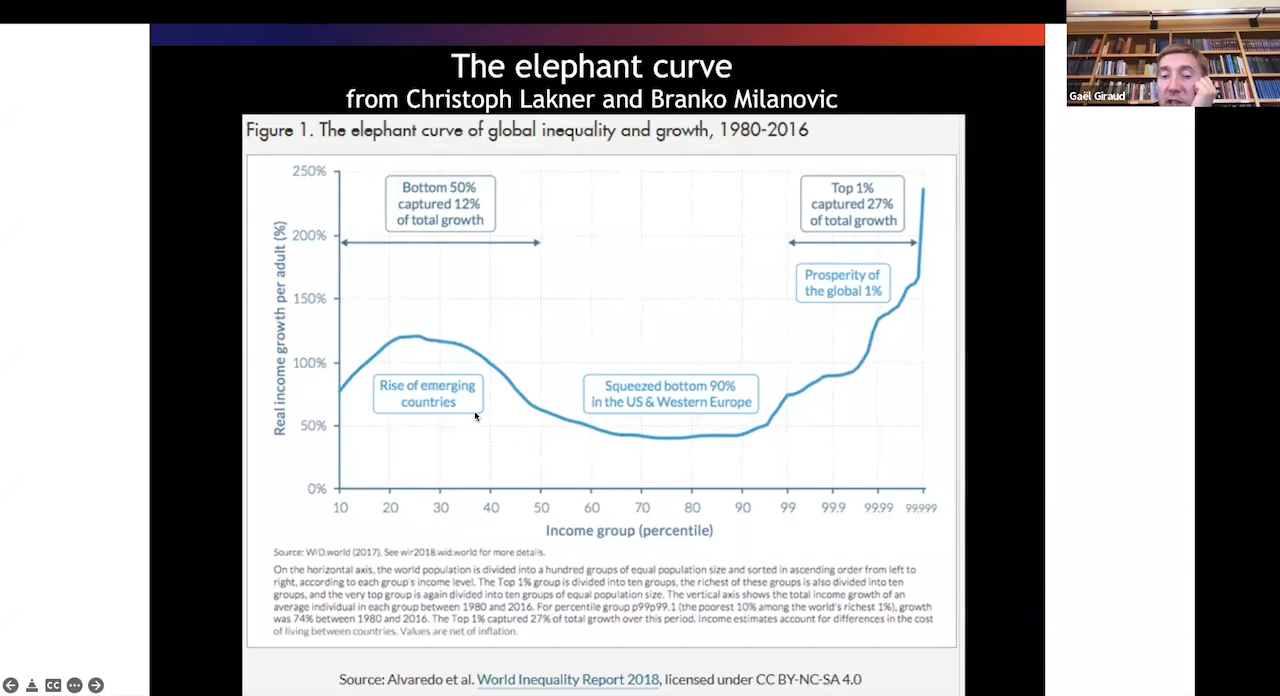 The elephant curve
from Christoph Lakner and Branko Milanovic
Gaël Giraud
Figure 1. The elephant curve of global inequality and growth, 1980-2016
250%
200%
150%
100%
50%
0%
Real income growth per adult (%)
Bottom 50%
captured 12%
of total growth
Top 1%
captured 27%
of total growth
Prosperity of
the global 1%
Rise of emerging
countries
Squeezed bottom 90%
in the US & Western Europe
10 20 30 40 50 60 70 80 90 99 99.9 99.99 99.999
Income group (percentile)
Source: WID.world (2017). See wir2018.wid.world for more details.
On the horizontal axis, the world population is divided into a hundred groups of equal population size and sorted in ascending order from left to
right, according to each group's income level. The Top 1% group is divided into ten groups, the richest of these groups is also divided into ten
groups, and the very top group is again divided into ten groups of equal population size. The vertical axis shows the total income growth of an
average individual in each group between 1980 and 2016. For percentile group p99p99.1 (the poorest 10% among the world's richest 1%), growth
was 74% between 1980 and 2016. The Top 1% captured 27% of total growth over this period. Income estimates account for differences in the cost
of living between countries. Values are net of inflation.
Source: Alvaredo et al. World Inequality Report 2018, licensed under CC BY-NC-SA 4.0
CC